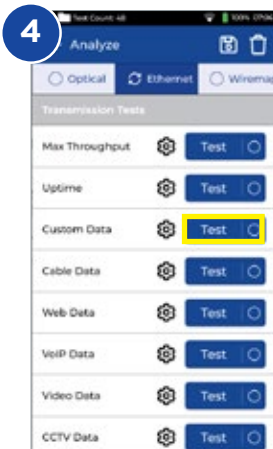 4
Test Count: 48 100%
Analyze
Optical Ethernet Wiremap
Transmission Tests
Max Throughput Test
Uptime Test
Custom Data Test
Cable Data Test
Web Data Test
VoIP Data Test
Video Data Test
CCTV Data Test